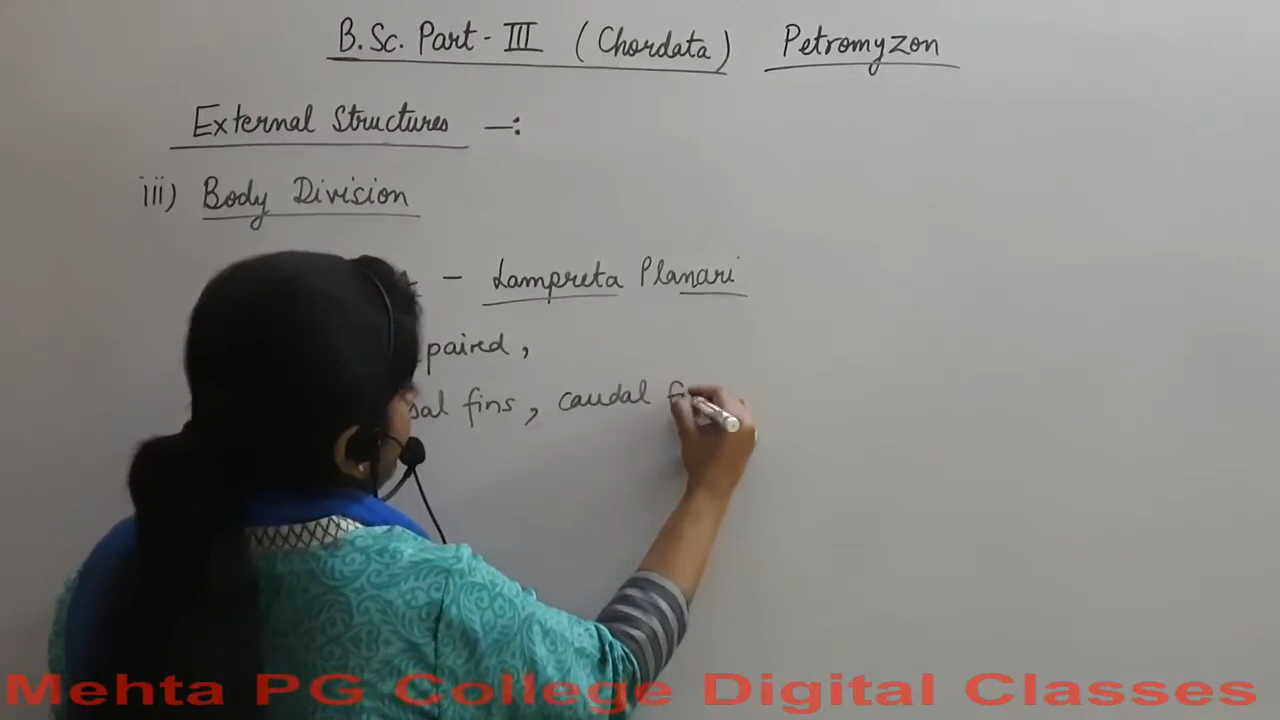 B.Sc. Part - III (Chordata) Petromyzon
External Structures -:
iii) Body Division
- Lampreta Planari
paired,
fins, caudal
Mehta PG College Digital Classes